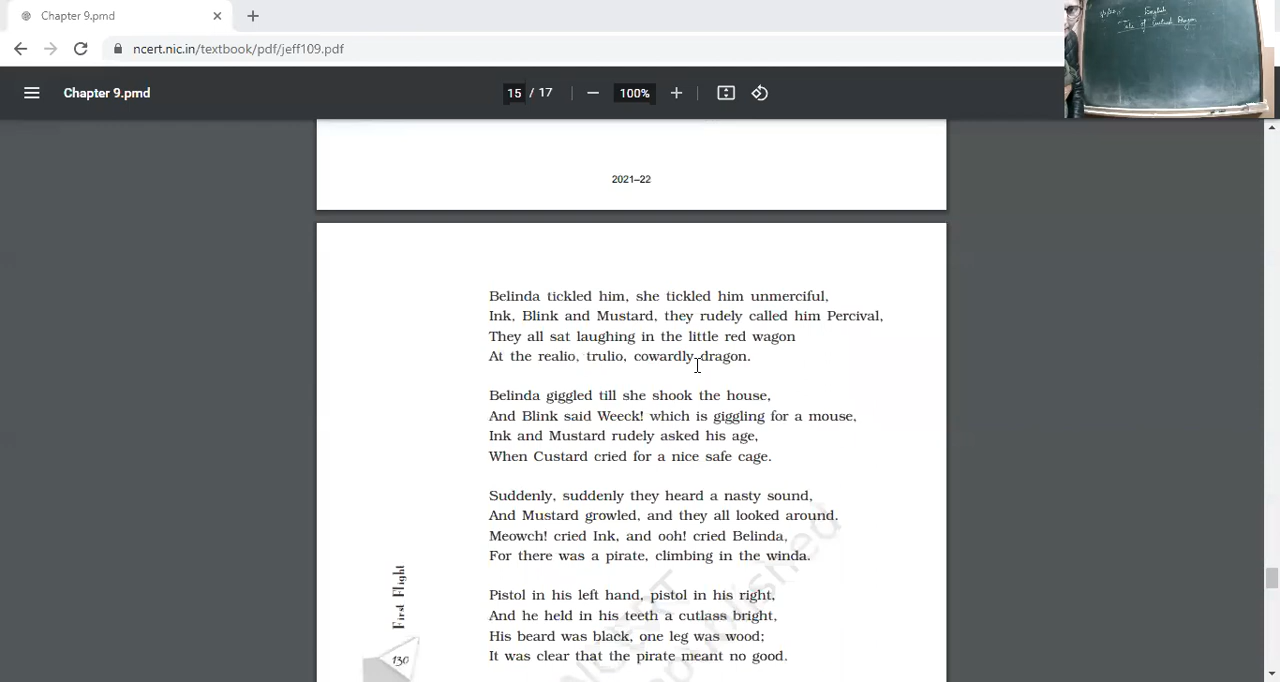 Chapter 9.pmd
ncert.nic.in/textbook/pdf/jeff109.pdf
English
Tale of Custard Dragon
Chapter 9.pmd
15 / 17
100%
2021–22
Belinda tickled him, she tickled him unmerciful,
Ink, Blink and Mustard, they rudely called him Percival,
They all sat laughing in the little red wagon
At the realio, trulio, cowardly dragon.
Belinda giggled till she shook the house,
And Blink said Weeck! which is giggling for a mouse,
Ink and Mustard rudely asked his age,
When Custard cried for a nice safe cage.
Suddenly, suddenly they heard a nasty sound,
And Mustard growled, and they all looked around.
Meowch! cried Ink, and ooh! cried Belinda,
For there was a pirate, climbing in the winda.
Pistol in his left hand, pistol in his right,
And he held in his teeth a cutlass bright,
His beard was black, one leg was wood;
It was clear that the pirate meant no good.
First Flight
130